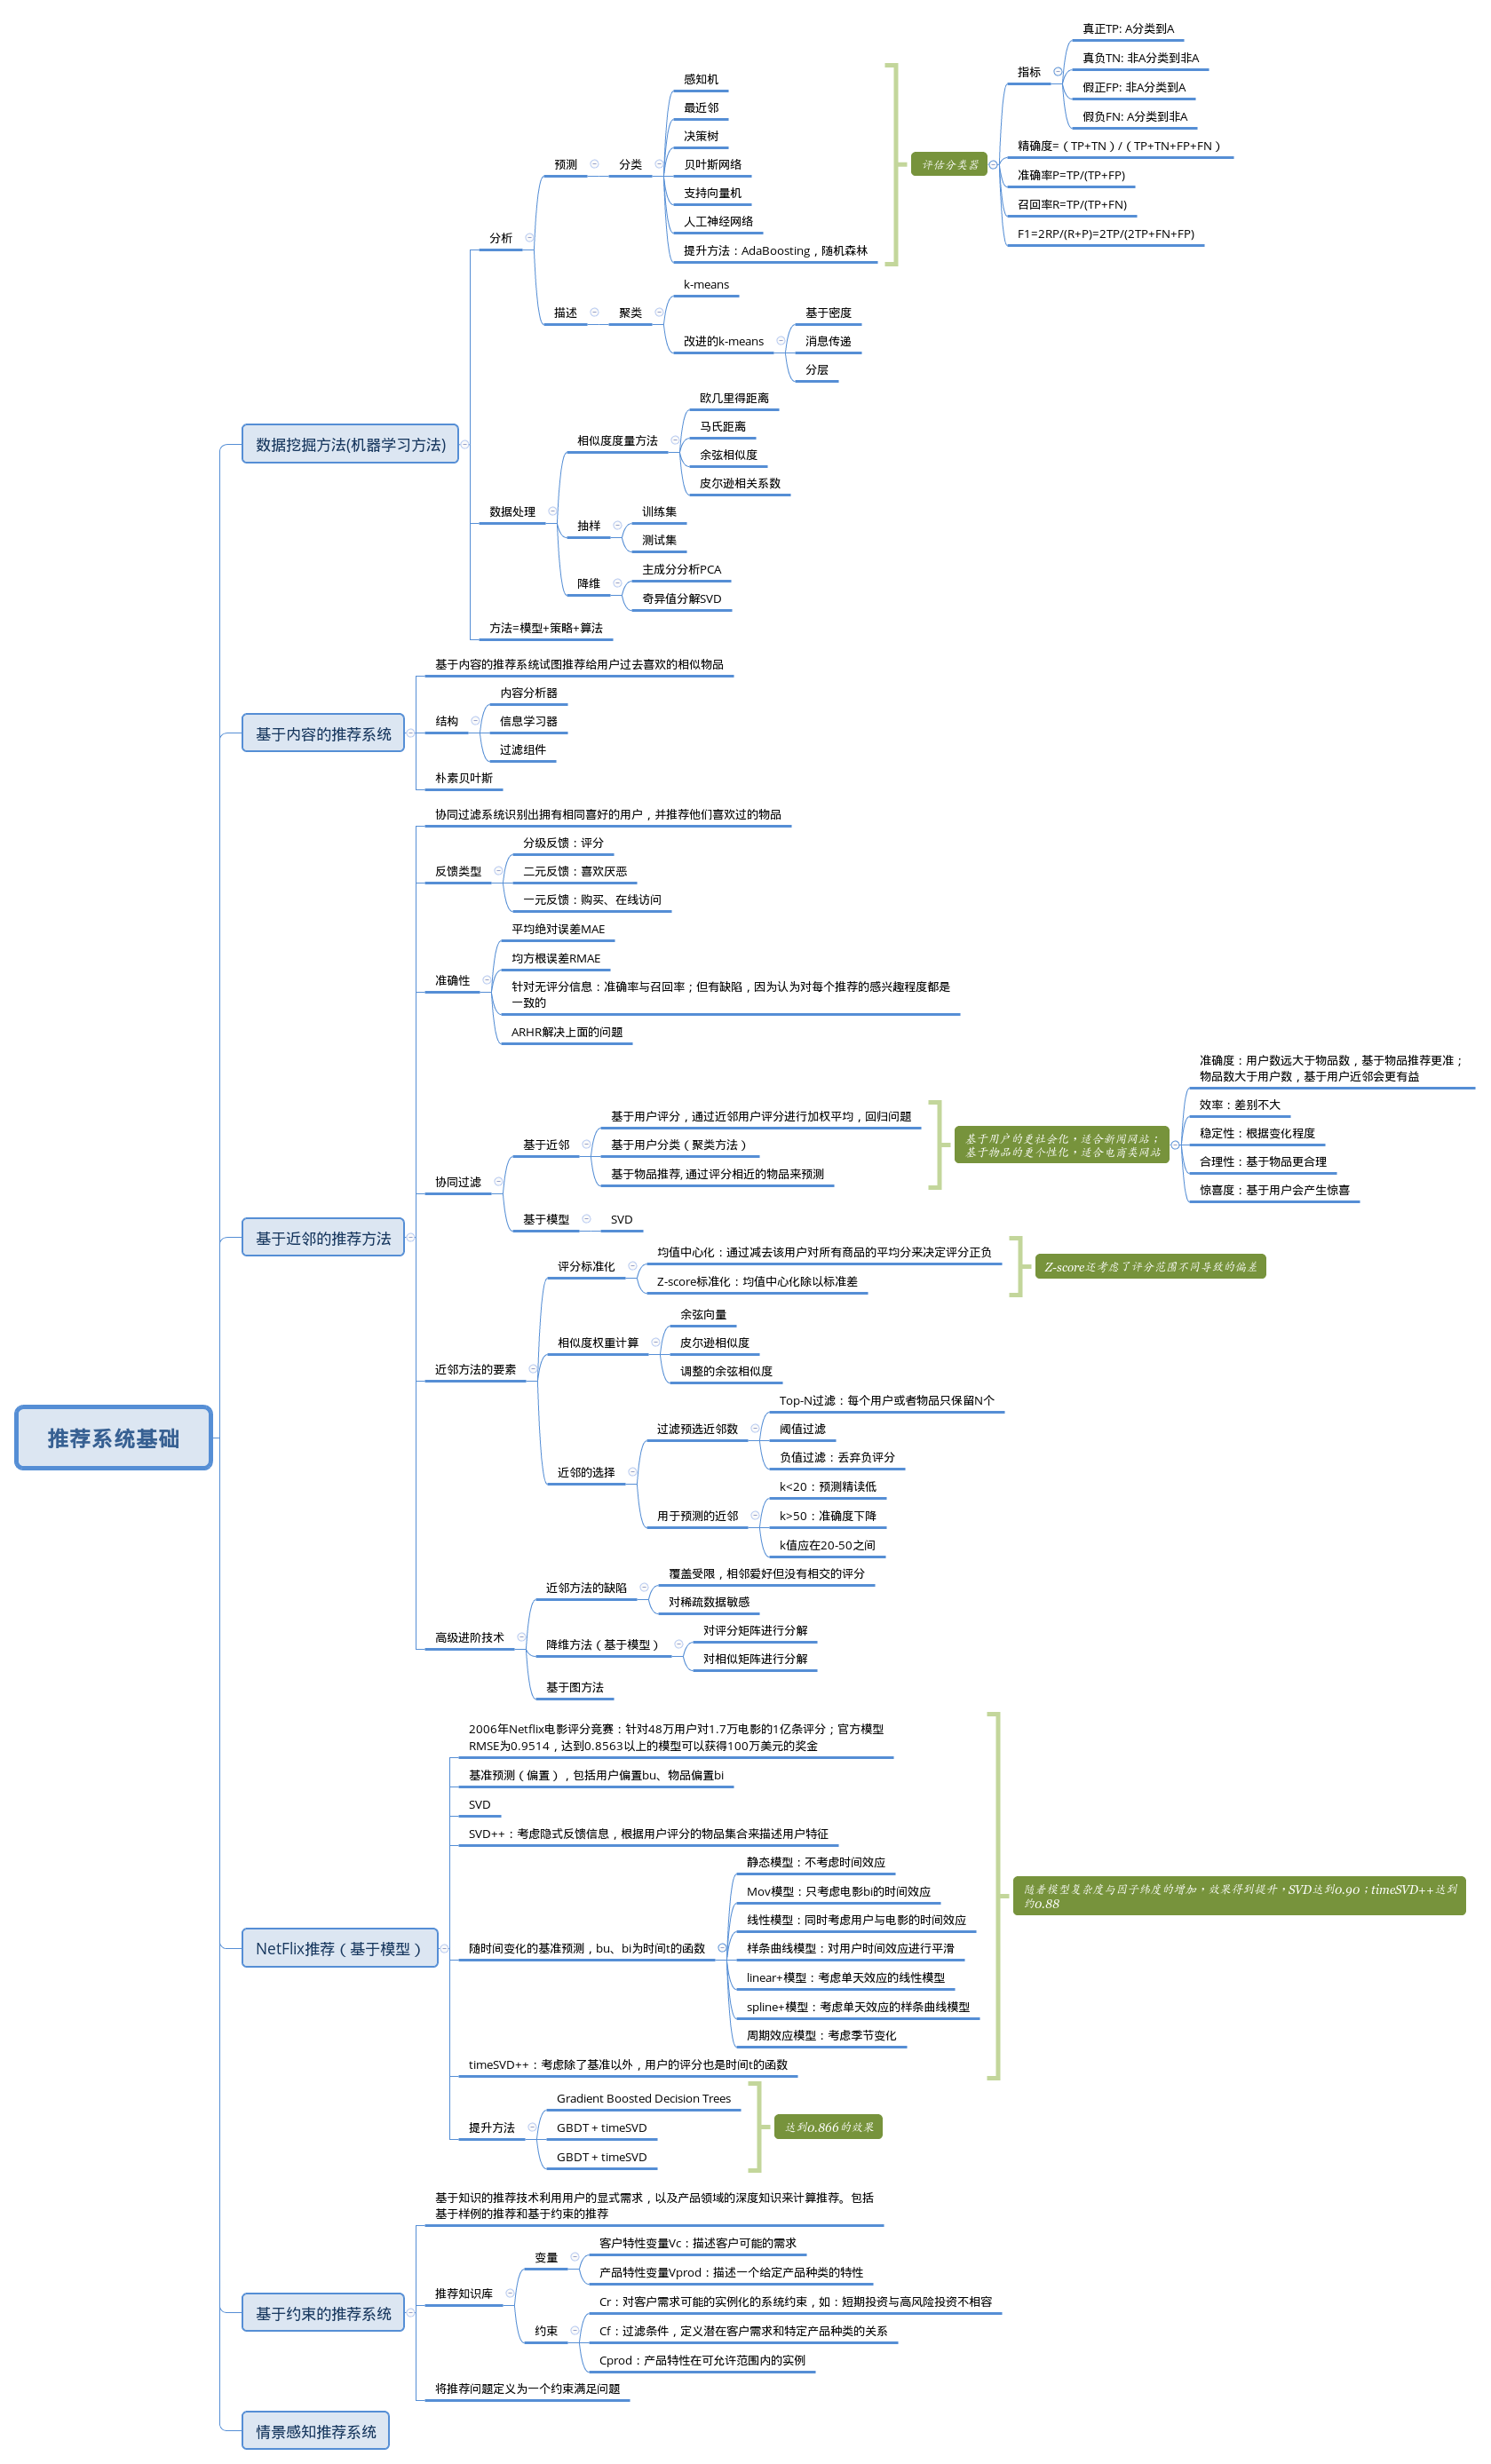 推荐系统基础
数据挖掘方法(机器学习方法)
分析
预测
分类
感知机
最近邻
决策树
贝叶斯网络
支持向量机
人工神经网络
提升方法：AdaBoosting，随机森林
评估分类器
指标
真正TP: A分类到A
真负TN: 非A分类到非A
假正FP: 非A分类到A
假负FN: A分类到非A
精确度=（TP+TN）/（TP+TN+FP+FN）
准确率P=TP/(TP+FP)
召回率R=TP/(TP+FN)
F1=2RP/(R+P)=2TP/(2TP+FN+FP)
描述
聚类
k-means
改进的k-means
基于密度
消息传递
分层
数据处理
相似度度量方法
欧几里得距离
马氏距离
余弦相似度
皮尔逊相关系数
抽样
训练集
测试集
降维
主成分分析PCA
奇异值分解SVD
方法=模型+策略+算法
基于内容的推荐系统
基于内容的推荐系统试图推荐给用户过去喜欢的相似物品
结构
内容分析器
信息学习器
过滤组件
朴素贝叶斯
基于近邻的推荐方法
协同过滤系统识别出拥有相同喜好的用户，并推荐他们喜欢过的物品
反馈类型
分级反馈：评分
二元反馈：喜欢厌恶
一元反馈：购买、在线访问
准确性
平均绝对误差MAE
均方根误差RMAE
针对无评分信息：准确率与召回率；但有缺陷，因为认为对每个推荐的感兴趣程度都是
一致的
ARHR解决上面的问题
协同过滤
基于近邻
基于用户评分，通过近邻用户评分进行加权平均，回归问题
基于用户分类（聚类方法）
基于物品推荐, 通过评分相近的物品来预测
基于用户的更社会化，适合新闻网站；
基于物品的更个性化，适合电商类网站
准确度：用户数远大于物品数，基于物品推荐更准；
物品数大于用户数，基于用户近邻会更有益
效率：差别不大
稳定性：根据变化程度
合理性：基于物品更合理
惊喜度：基于用户会产生惊喜
基于模型
SVD
近邻方法的要素
评分标准化
均值中心化：通过减去该用户对所有商品的平均分来决定评分正负
Z-score标准化：均值中心化除以标准差
Z-score还考虑了评分范围不同导致的偏差
相似度权重计算
余弦向量
皮尔逊相似度
调整的余弦相似度
近邻的选择
过滤预选近邻数
Top-N过滤：每个用户或者物品只保留N个
阈值过滤
负值过滤：丢弃负评分
用于预测的近邻
k<20：预测精读低
k>50：准确度下降
k值应在20-50之间
高级进阶技术
近邻方法的缺陷
覆盖受限，相邻爱好但没有相交的评分
对稀疏数据敏感
降维方法（基于模型）
对评分矩阵进行分解
对相似矩阵进行分解
基于图方法
NetFlix推荐（基于模型）
2006年Netflix电影评分竞赛：针对48万用户对1.7万电影的1亿条评分；官方模型
RMSE为0.9514，达到0.8563以上的模型可以获得100万美元的奖金
基准预测（偏置），包括用户偏置bu、物品偏置bi
SVD
SVD++：考虑隐式反馈信息，根据用户评分的物品集合来描述用户特征
随时间变化的基准预测，bu、bi为时间t的函数
静态模型：不考虑时间效应
Mov模型：只考虑电影bi的时间效应
线性模型：同时考虑用户与电影的时间效应
样条曲线模型：对用户时间效应进行平滑
linear+模型：考虑单天效应的线性模型
spline+模型：考虑单天效应的样条曲线模型
周期效应模型：考虑季节变化
timeSVD++：考虑除了基准以外，用户的评分也是时间t的函数
随着模型复杂度与因子纬度的增加，效果得到提升，SVD达到0.90；timeSVD++达到
约0.88
提升方法
Gradient Boosted Decision Trees
GBDT + timeSVD
GBDT + timeSVD
达到0.866的效果
基于约束的推荐系统
基于知识的推荐技术利用用户的显式需求，以及产品领域的深度知识来计算推荐。包括
基于样例的推荐和基于约束的推荐
推荐知识库
变量
客户特性变量Vc：描述客户可能的需求
产品特性变量Vprod：描述一个给定产品种类的特性
约束
Cr：对客户需求可能的实例化的系统约束，如：短期投资与高风险投资不相容
Cf：过滤条件，定义潜在客户需求和特定产品种类的关系
Cprod：产品特性在可允许范围内的实例
将推荐问题定义为一个约束满足问题
情景感知推荐系统